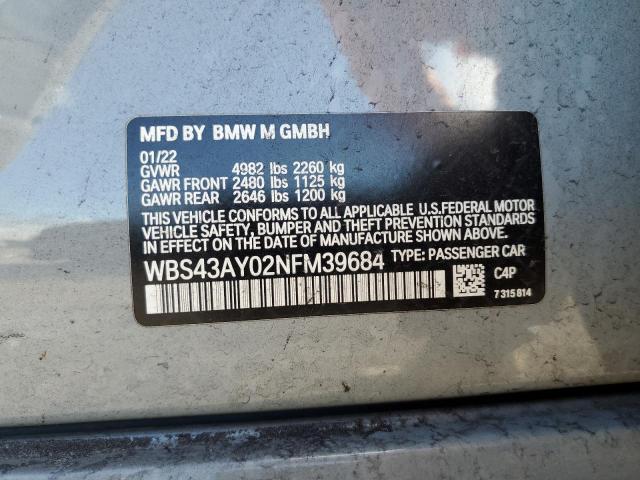 MFD BY BMW M GMBH
01/22
GVWR 4982 lbs 2260 kg
GAWR FRONT 2480 lbs 1125 kg
GAWR REAR 2646 lbs 1200 kg
THIS VEHICLE CONFORMS TO ALL APPLICABLE U.S.FEDERAL MOTOR
VEHICLE SAFETY, BUMPER, AND THEFT PREVENTION STANDARDS
IN EFFECT ON THE DATE OF MANUFACTURE SHOWN ABOVE.
WBS43AY02NFM39684 TYPE: PASSENGER CAR
C4P
7 315 814